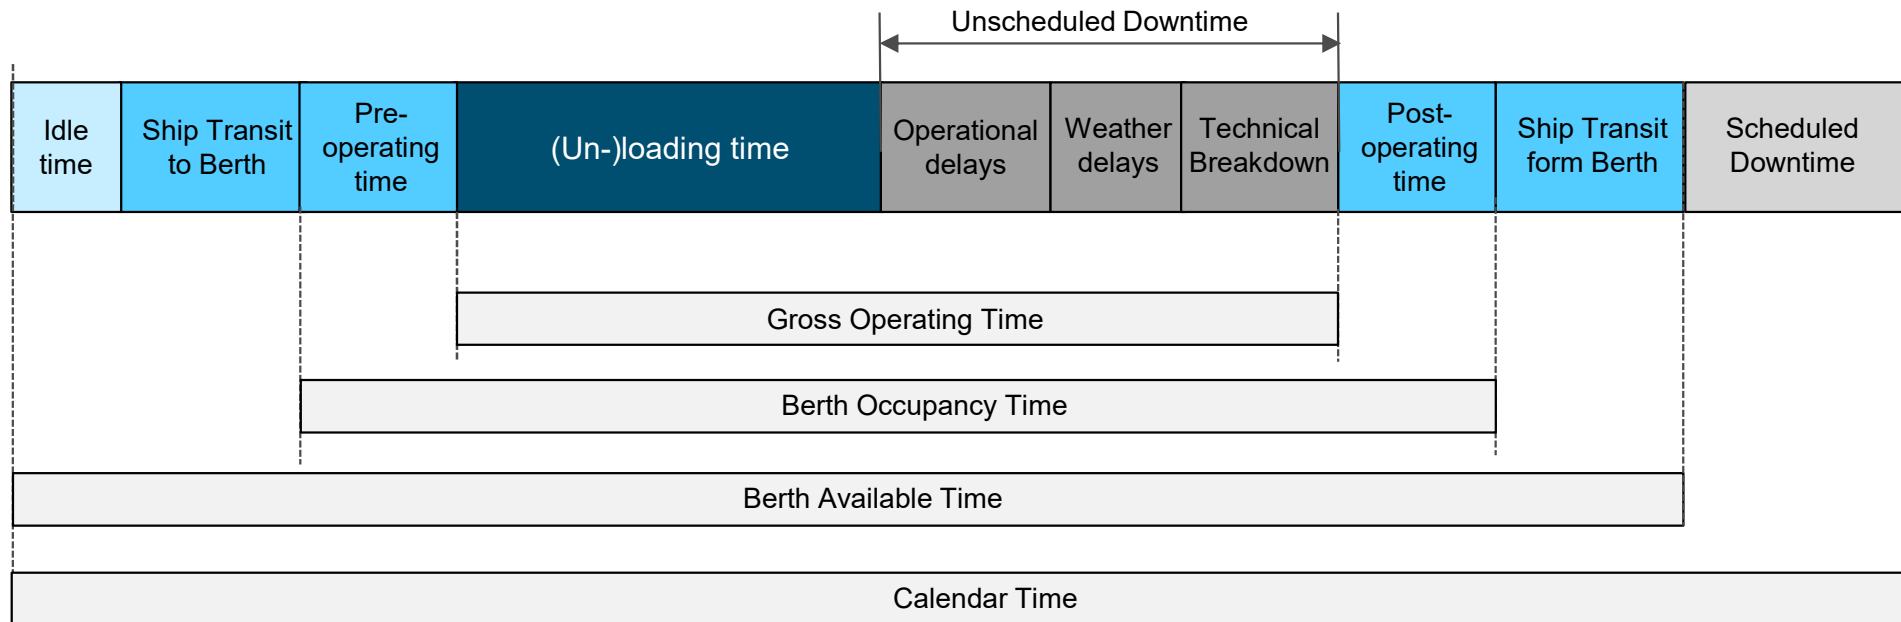 Unscheduled Downtime
Idle
time
Ship Transit
to Berth
Pre-
operating
time
(Un-)loading time
Operational
delays
Weather
delays
Technical
Breakdown
Post-
operating
time
Ship Transit
form Berth
Scheduled
Downtime
Gross Operating Time
Berth Occupancy Time
Berth Available Time
Calendar Time